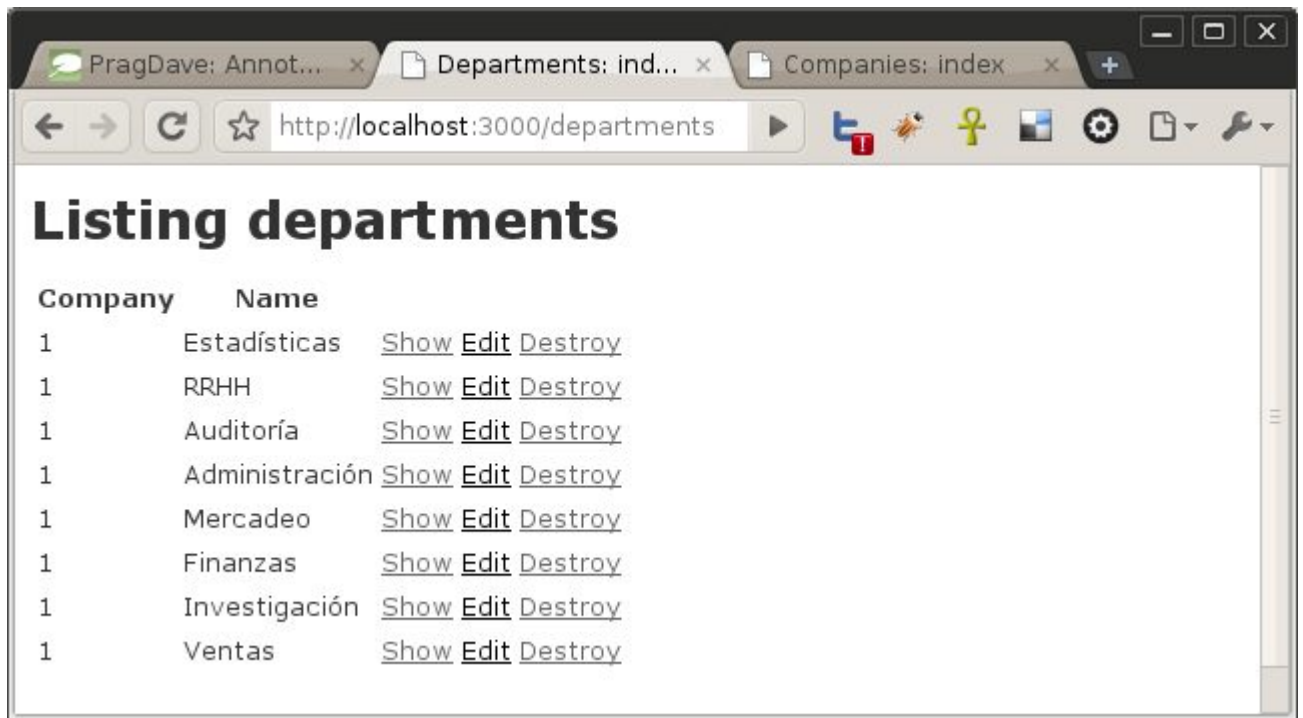 PragDave: Annot...
Departments: ind...
Companies: index
http://localhost:3000/departments
Listing departments
Company Name
1 Estadísticas Show Edit Destroy
1 RRHH Show Edit Destroy
1 Auditoría Show Edit Destroy
1 Administración Show Edit Destroy
1 Mercadeo Show Edit Destroy
1 Finanzas Show Edit Destroy
1 Investigación Show Edit Destroy
1 Ventas Show Edit Destroy